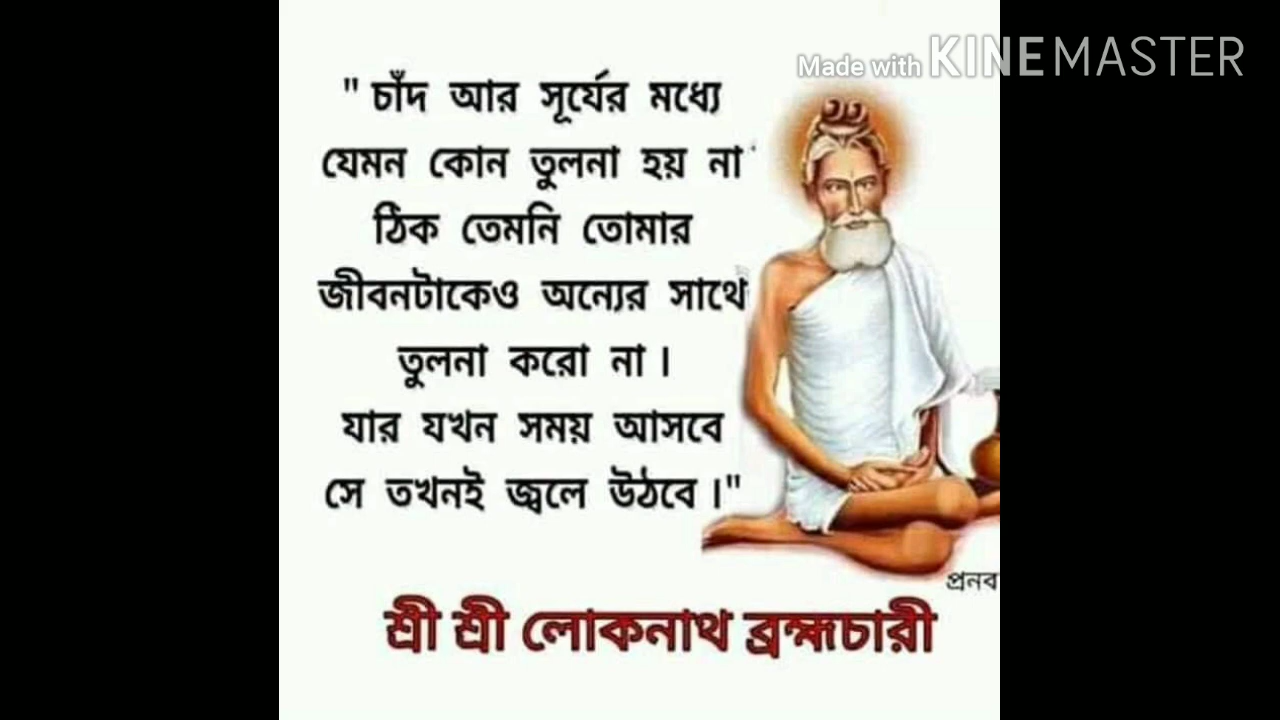 Made with KINEMASTER
" চাঁদ আর সূর্যের মধ্যে
যেমন কোন তুলনা হয় না
ঠিক তেমনি তোমার
জীবনটাকেও অন্যের সাথে
তুলনা করো না ।
যার যখন সময় আসবে
সে তখনই জ্বলে উঠবে ।"
প্রনব
শ্রী শ্রী লোকনাথ ব্রহ্মচারী